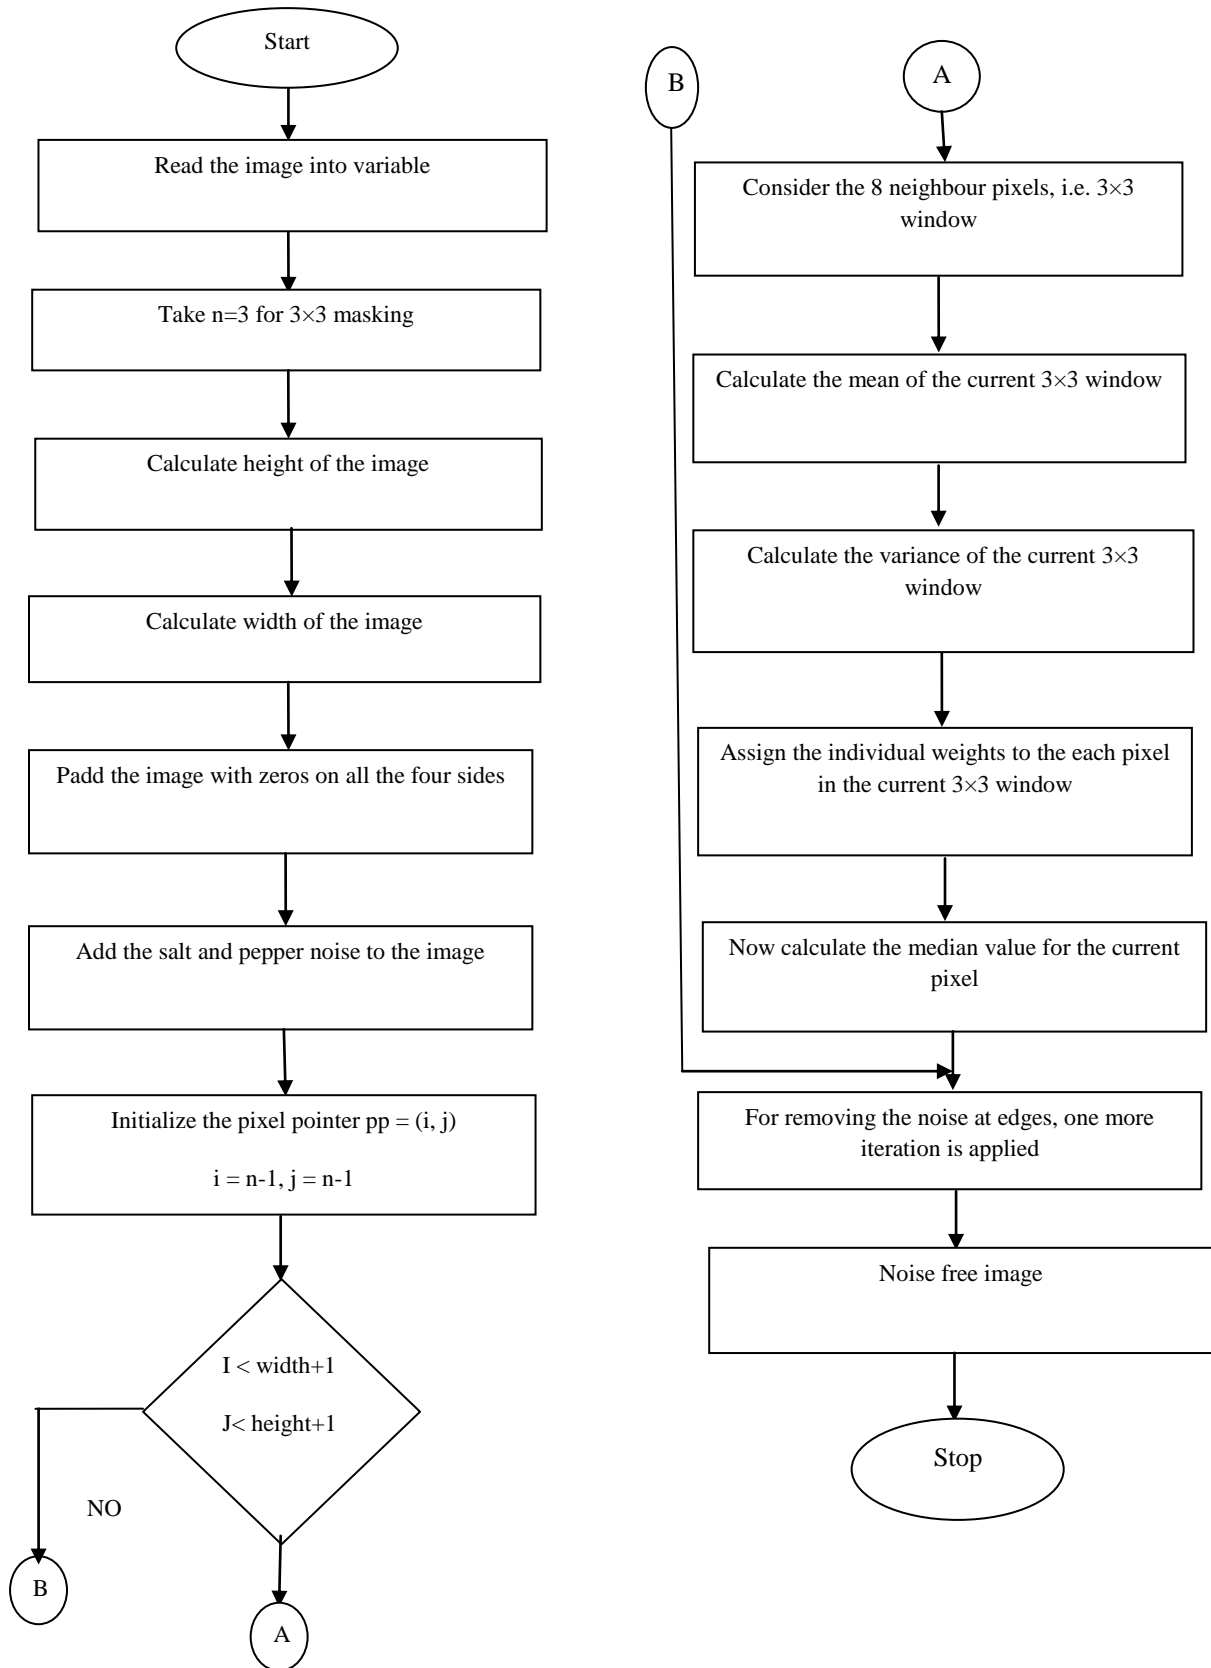 Start
Read the image into variable
Take n=3 for 3×3 masking
Calculate height of the image
Calculate width of the image
Padd the image with zeros on all the four sides
Add the salt and pepper noise to the image
Initialize the pixel pointer pp = (i, j)
i = n-1, j = n-1
I < width+1
J< height+1
NO
B
A
B
A
Consider the 8 neighbour pixels, i.e. 3×3
window
Calculate the mean of the current 3×3 window
Calculate the variance of the current 3×3
window
Assign the individual weights to the each pixel
in the current 3×3 window
Now calculate the median value for the current
pixel
For removing the noise at edges, one more
iteration is applied
Noise free image
Stop